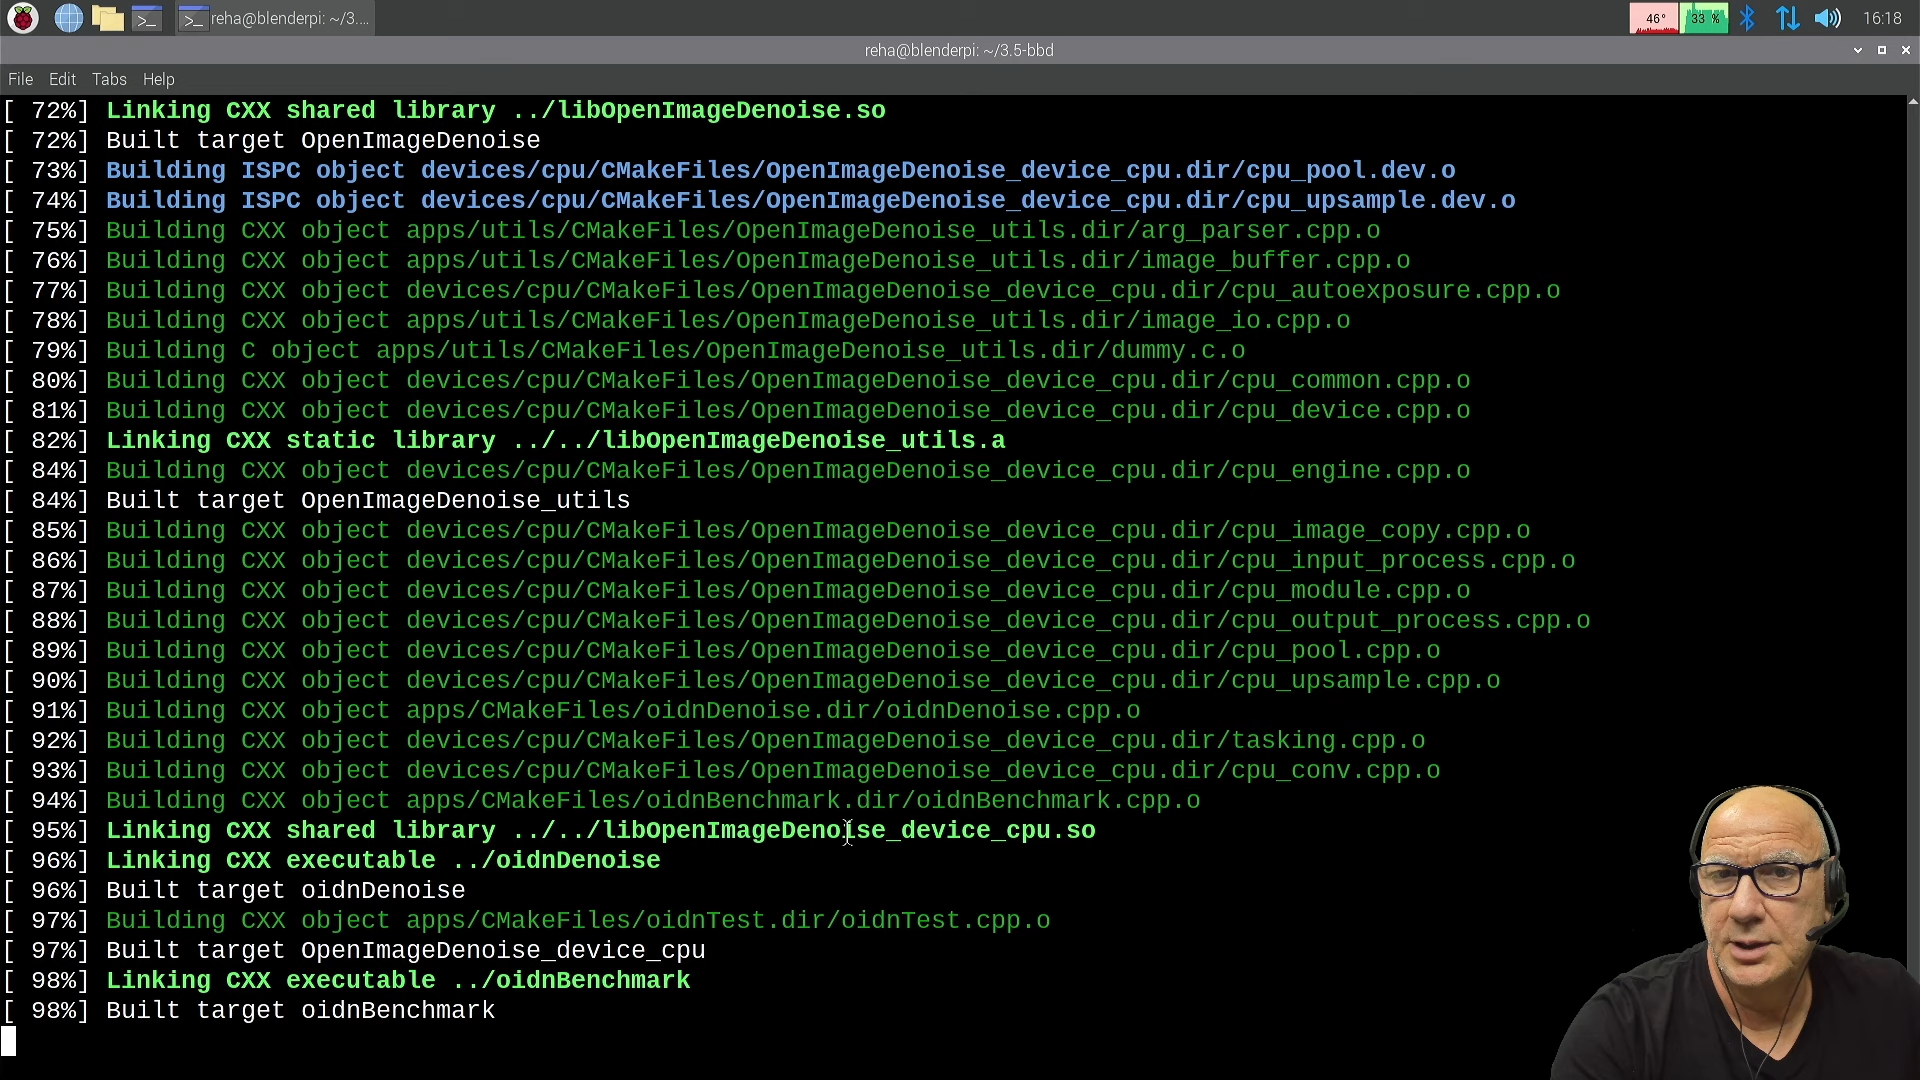 reha@blenderpi: ~/3....
46°
33 %
16:18
reha@blenderpi: ~/3.5-bbd
File Edit Tabs Help
[ 72%] Linking CXX shared library ../libOpenImageDenoise.so
[ 72%] Built target OpenImageDenoise
[ 73%] Building ISPC object devices/cpu/CMakeFiles/OpenImageDenoise_device_cpu.dir/cpu_pool.dev.o
[ 74%] Building ISPC object devices/cpu/CMakeFiles/OpenImageDenoise_device_cpu.dir/cpu_upsample.dev.o
[ 75%] Building CXX object apps/utils/CMakeFiles/OpenImageDenoise_utils.dir/arg_parser.cpp.o
[ 76%] Building CXX object apps/utils/CMakeFiles/OpenImageDenoise_utils.dir/image_buffer.cpp.o
[ 77%] Building CXX object devices/cpu/CMakeFiles/OpenImageDenoise_device_cpu.dir/cpu_autoexposure.cpp.o
[ 78%] Building CXX object apps/utils/CMakeFiles/OpenImageDenoise_utils.dir/image_io.cpp.o
[ 79%] Building C object apps/utils/CMakeFiles/OpenImageDenoise_utils.dir/dummy.c.o
[ 80%] Building CXX object devices/cpu/CMakeFiles/OpenImageDenoise_device_cpu.dir/cpu_common.cpp.o
[ 81%] Building CXX object devices/cpu/CMakeFiles/OpenImageDenoise_device_cpu.dir/cpu_device.cpp.o
[ 82%] Linking CXX static library ../../libOpenImageDenoise_utils.a
[ 84%] Building CXX object devices/cpu/CMakeFiles/OpenImageDenoise_device_cpu.dir/cpu_engine.cpp.o
[ 84%] Built target OpenImageDenoise_utils
[ 85%] Building CXX object devices/cpu/CMakeFiles/OpenImageDenoise_device_cpu.dir/cpu_image_copy.cpp.o
[ 86%] Building CXX object devices/cpu/CMakeFiles/OpenImageDenoise_device_cpu.dir/cpu_input_process.cpp.o
[ 87%] Building CXX object devices/cpu/CMakeFiles/OpenImageDenoise_device_cpu.dir/cpu_module.cpp.o
[ 88%] Building CXX object devices/cpu/CMakeFiles/OpenImageDenoise_device_cpu.dir/cpu_output_process.cpp.o
[ 89%] Building CXX object devices/cpu/CMakeFiles/OpenImageDenoise_device_cpu.dir/cpu_pool.cpp.o
[ 90%] Building CXX object devices/cpu/CMakeFiles/OpenImageDenoise_device_cpu.dir/cpu_upsample.cpp.o
[ 91%] Building CXX object apps/CMakeFiles/oidnDenoise.dir/oidnDenoise.cpp.o
[ 92%] Building CXX object devices/cpu/CMakeFiles/OpenImageDenoise_device_cpu.dir/tasking.cpp.o
[ 93%] Building CXX object devices/cpu/CMakeFiles/OpenImageDenoise_device_cpu.dir/cpu_conv.cpp.o
[ 94%] Building CXX object apps/CMakeFiles/oidnBenchmark.dir/oidnBenchmark.cpp.o
[ 95%] Linking CXX shared library ../../libOpenImageDenoise_device_cpu.so
[ 96%] Linking CXX executable ../oidnDenoise
[ 96%] Built target oidnDenoise
[ 97%] Building CXX object apps/CMakeFiles/oidnTest.dir/oidnTest.cpp.o
[ 97%] Built target OpenImageDenoise_device_cpu
[ 98%] Linking CXX executable ../oidnBenchmark
[ 98%] Built target oidnBenchmark